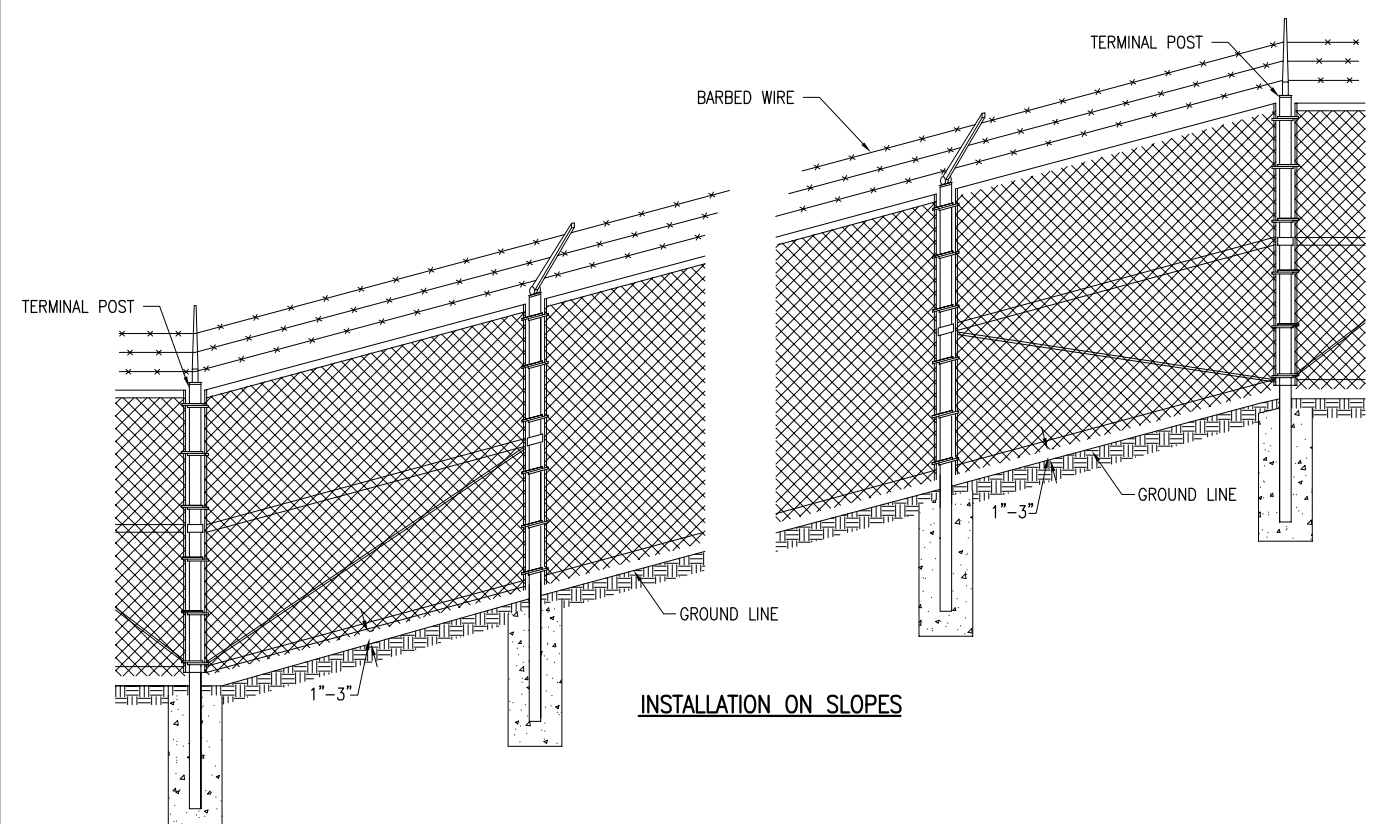 TERMINAL POST
BARBED WIRE
TERMINAL POST
GROUND LINE
1"-3"
GROUND LINE
1"-3"
INSTALLATION ON SLOPES